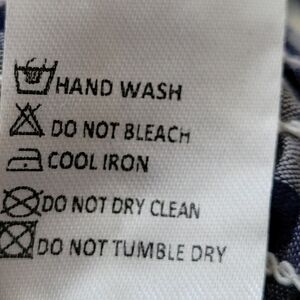 HAND WASH
DO NOT BLEACH
COOL IRON
DO NOT DRY CLEAN
DO NOT TUMBLE DRY